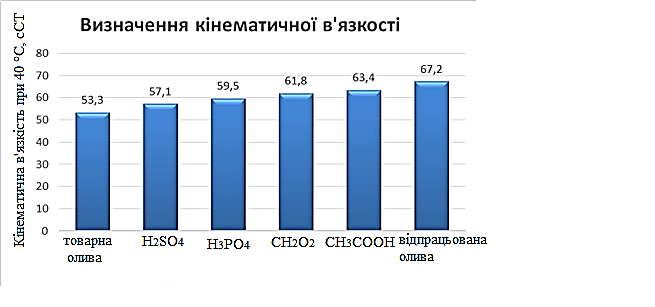 Визначення кінематичної в'язкості
Кінематична в'язкість при 40 °С, сСТ
80
70
60
50
40
30
20
10
0
53,3
57,1
59,5
61,8
63,4
67,2
товарна
олива
H2SO4
H3PO4
CH2O2
CH3COOH
відпрацьована
олива